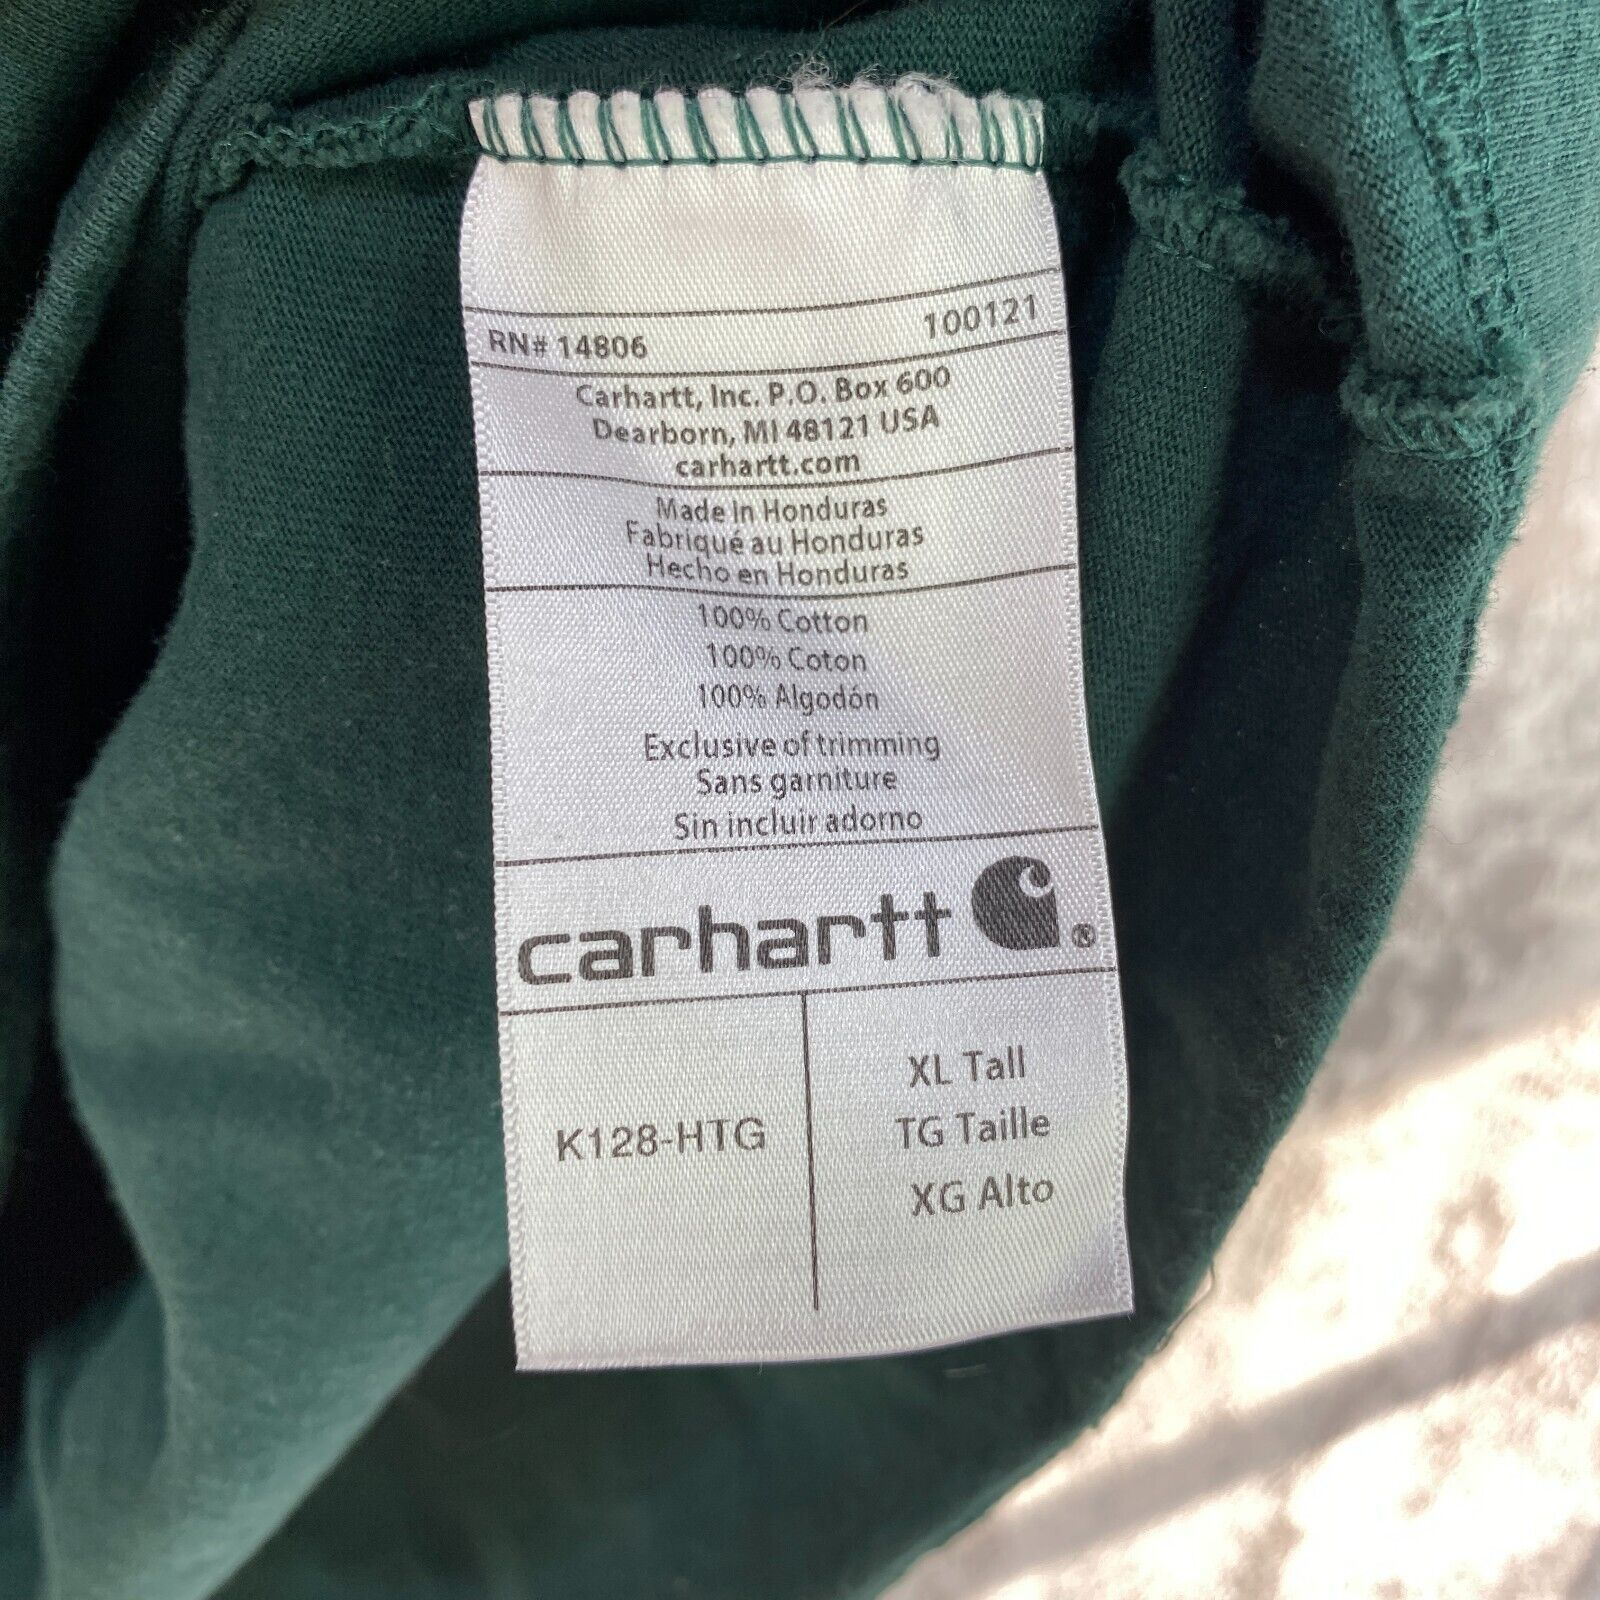 RN# 14806 100121
Carhartt, Inc. P.O. Box 600
Dearborn, MI 48121 USA
carhartt.com
Made In Honduras
Fabriqué au Honduras
Hecho en Honduras
100% Cotton
100% Coton
100% Algodón
Exclusive of trimming
Sans garniture
Sin incluir adorno
carhartt ®
XL Tall
K128-HTG TG Taille
XG Alto